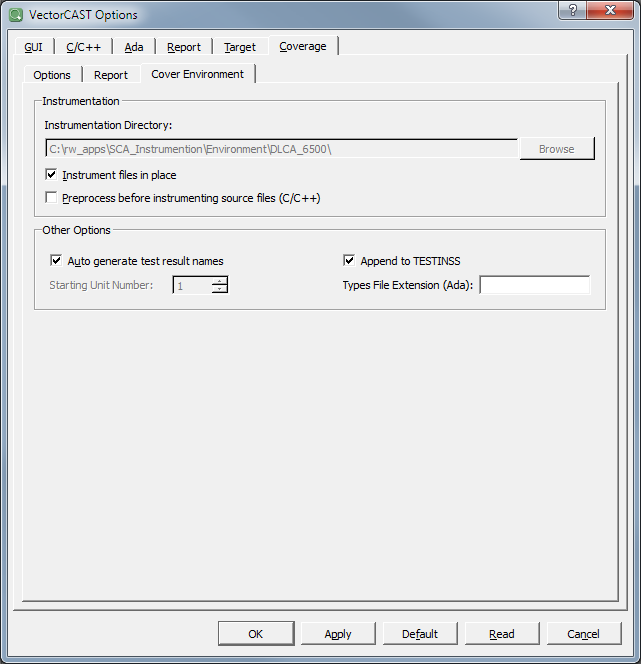 VectorCAST Options
?
GUI C/C++ Ada Report Target Coverage
Options Report Cover Environment
Instrumentation
Instrumentation Directory:
C:\rw_apps\SCA_Instrumention\Environment\DLCA_6500\ Browse
Instrument files in place
Preprocess before instrumenting source files (C/C++)
Other Options
Auto generate test result names Append to TESTINSS
Starting Unit Number: 1 Types File Extension (Ada):
OK Apply Default Read Cancel